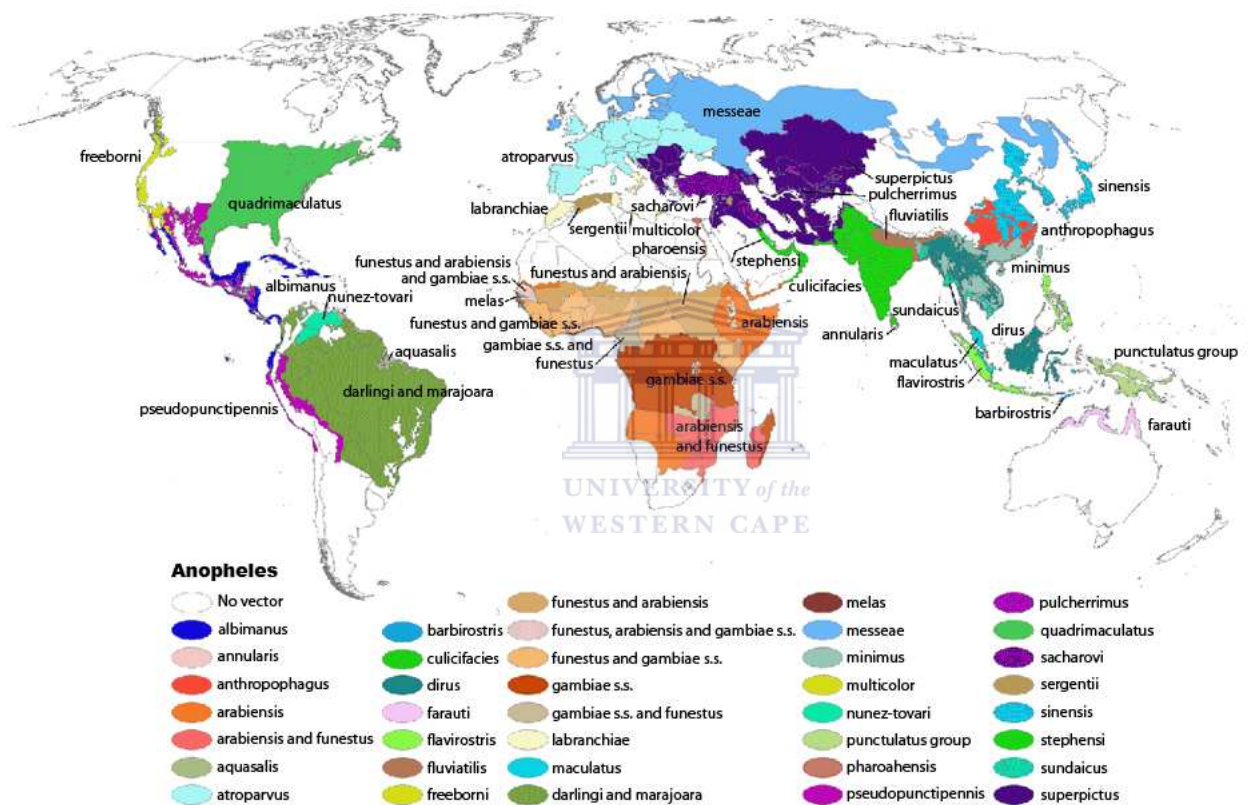 messeae
freeborni
atroparvus
superpictus
pulcherrimus
sinensis
quadrimaculatus
labranchiae
sacharovi
fluviatilis
sergentii
multicolor
pharoensis
anthropophagus
stephensi
funestus and arabiensis
and gambiae s.s.
funestus and arabiensis
minimus
albimanus
nunez-tovari
melas
culicifacies
funestus and gambiae s.s.
arabiensis
sundaicus
annularis
dirus
gambiae s.s. and
funestus
aquasalis
maculatus
punctulatus group
darlingi and marajoara
gambiae s.s.
flavirostris
pseudopunctipennis
barbirostris
arabiensis
and funestus
farauti
UNIVERSITY of the
WESTERN CAPE
Anopheles
No vector
albimanus
annularis
anthropophagus
arabiensis
arabiensis and funestus
aquasalis
atroparvus
barbirostris
culicifacies
dirus
farauti
flavirostris
fluviatilis
freeborni
funestus and arabiensis
funestus, arabiensis and gambiae s.s.
funestus and gambiae s.s.
gambiae s.s.
gambiae s.s. and funestus
labranchiae
maculatus
darlingi and marajoara
melas
messeae
minimus
multicolor
nunez-tovari
punctulatus group
pharoahensis
pseudopunctipennis
pulcherrimus
quadrimaculatus
sacharovi
sergentii
sinensis
stephensi
sundaicus
superpictus